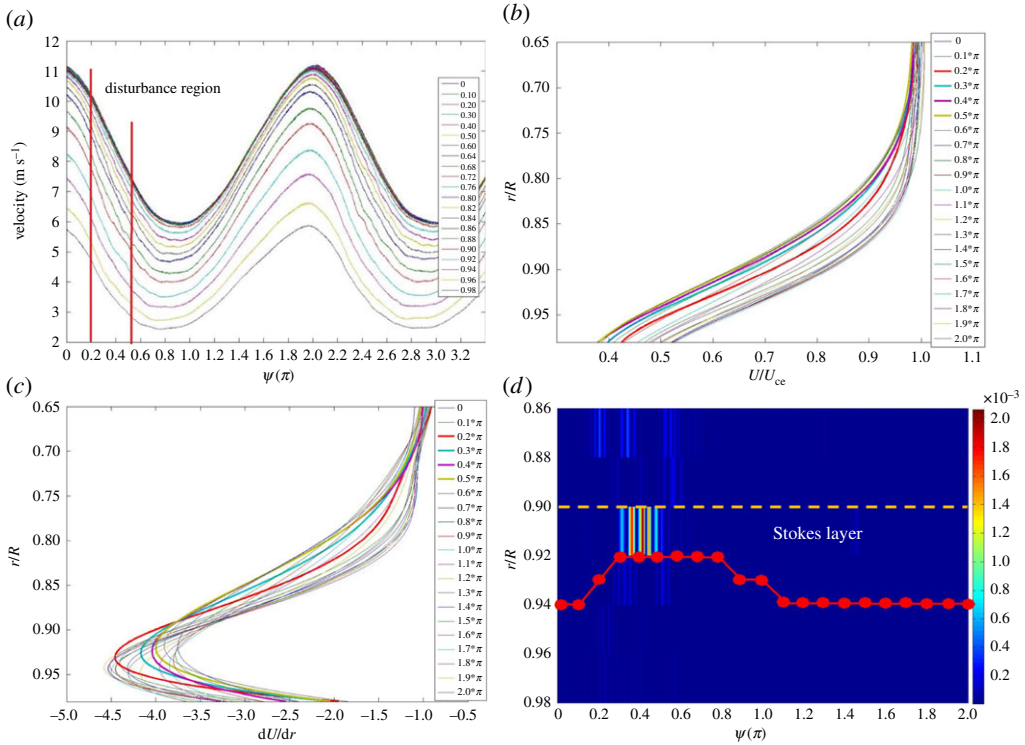 (a)
12
11
10
9
8
7
6
5
4
3
2
velocity (m s⁻¹)
disturbance region
0
0.10
0.20
0.30
0.40
0.50
0.60
0.64
0.68
0.72
0.76
0.80
0.82
0.84
0.86
0.88
0.90
0.92
0.94
0.96
0.98
0 0.2 0.4 0.6 0.8 1.0 1.2 1.4 1.6 1.8 2.0 2.2 2.4 2.6 2.8 3.0 3.2
ψ(π)
(b)
0.65
0.70
0.75
0.80
0.85
0.90
0.95
r/R
0
0.1*π
0.2*π
0.3*π
0.4*π
0.5*π
0.6*π
0.7*π
0.8*π
0.9*π
1.0*π
1.1*π
1.2*π
1.3*π
1.4*π
1.5*π
1.6*π
1.7*π
1.8*π
1.9*π
2.0*π
0.4 0.5 0.6 0.7 0.8 0.9 1.0 1.1
U/Uce
(c)
0.65
0.70
0.75
0.80
0.85
0.90
0.95
r/R
0
0.1*π
0.2*π
0.3*π
0.4*π
0.5*π
0.6*π
0.7*π
0.8*π
0.9*π
1.0*π
1.1*π
1.2*π
1.3*π
1.4*π
1.5*π
1.6*π
1.7*π
1.8*π
1.9*π
2.0*π
–5.0 –4.5 –4.0 –3.5 –3.0 –2.5 –2.0 –1.5 –1.0 –0.5
dU/dr
(d)
0.86
0.88
0.90
0.92
0.94
0.96
0.98
r/R
Stokes layer
0 0.2 0.4 0.6 0.8 1.0 1.2 1.4 1.6 1.8 2.0
ψ(π)
×10⁻³
2.0
1.8
1.6
1.4
1.2
1.0
0.8
0.6
0.4
0.2